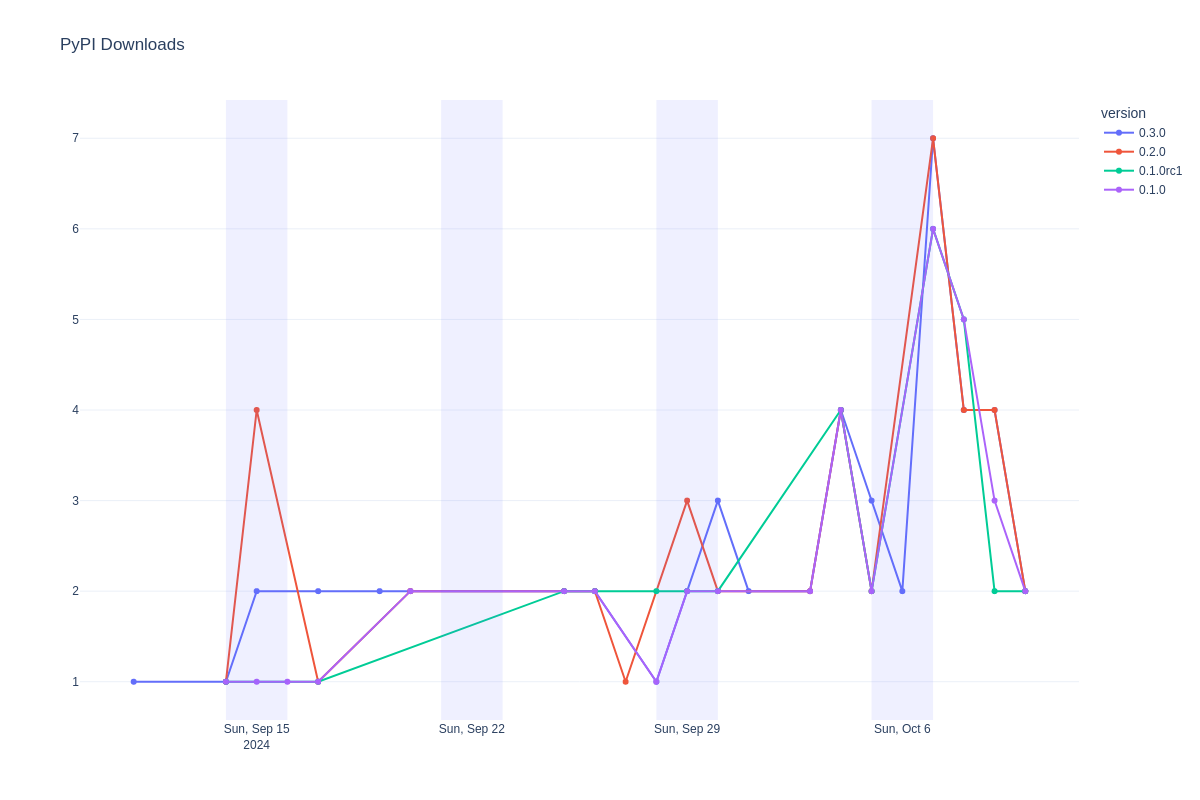 PyPI Downloads
version
0.3.0
0.2.0
0.1.0rc1
0.1.0
7
6
5
4
3
2
1
Sun, Sep 15
2024
Sun, Sep 22
Sun, Sep 29
Sun, Oct 6